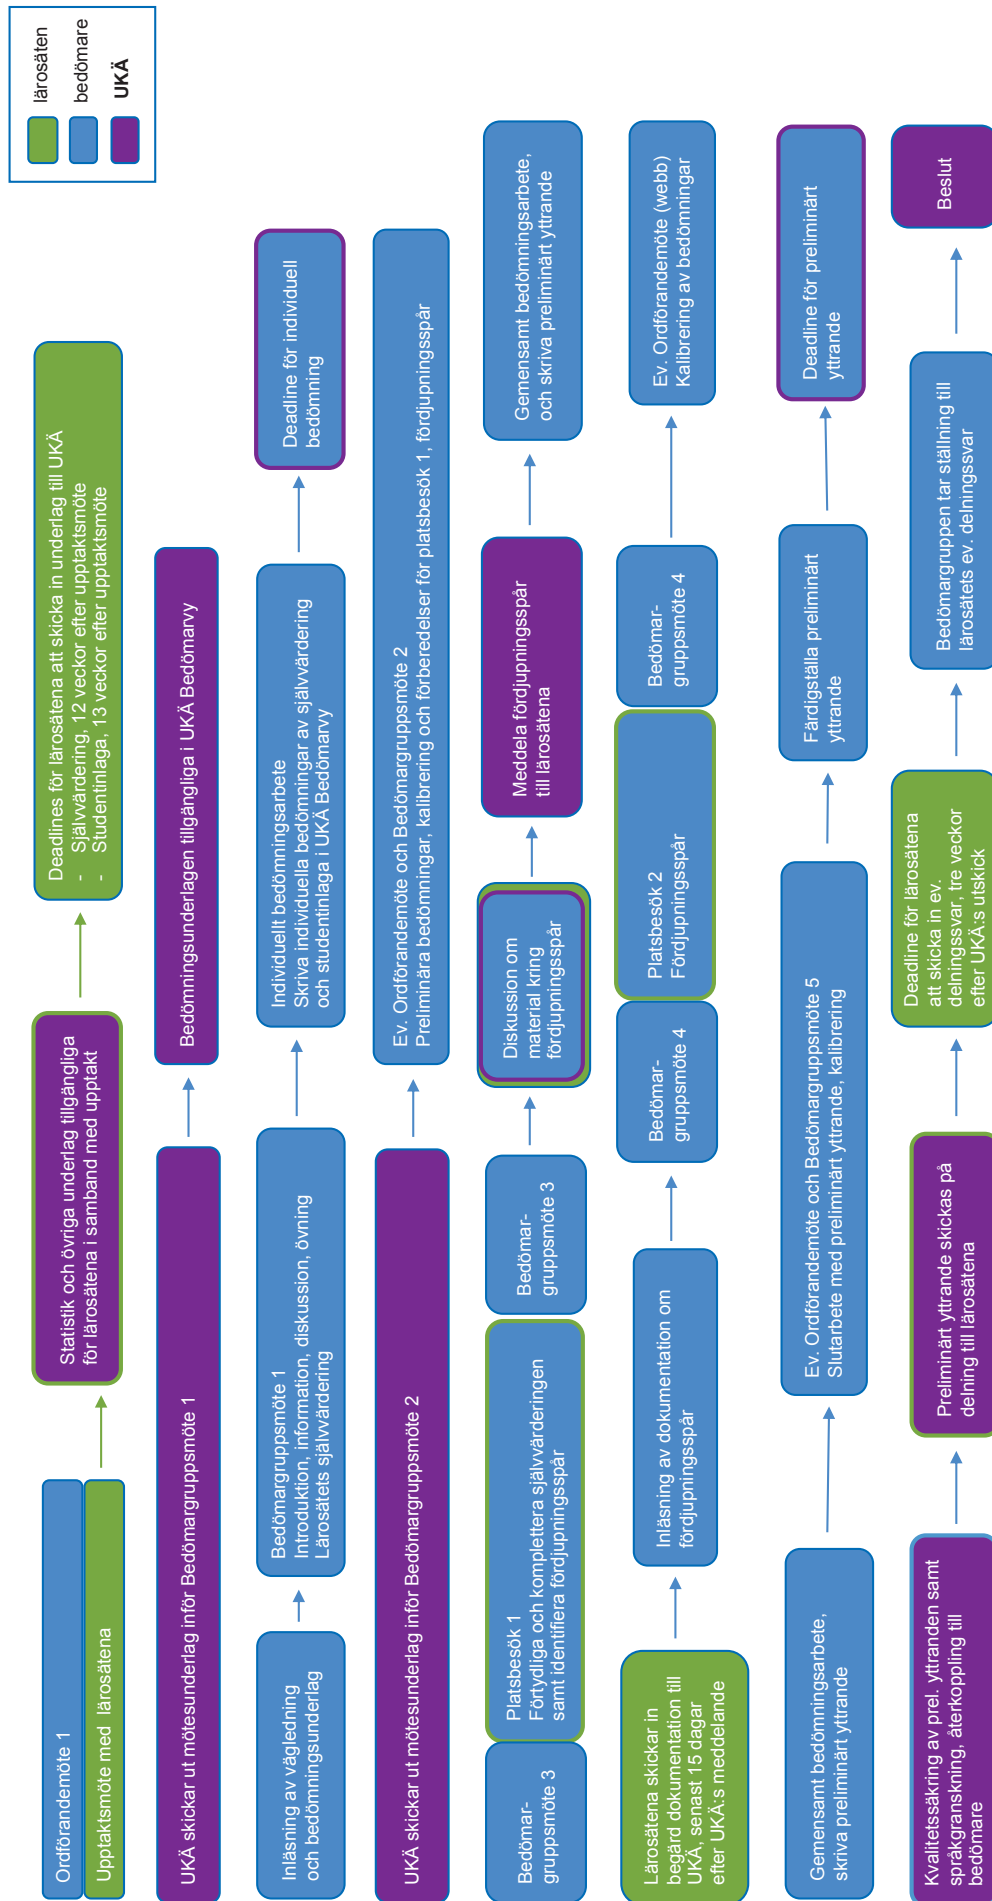 lärosäten
bedömare
UKÄ
Ordförandemöte 1
Upptaktsmöte med lärosätena
Statistik och övriga underlag tillgängliga
för lärosätena i samband med upptakt
Deadlines för lärosätena att skicka in underlag till UKÄ
- Självvärdering, 12 veckor efter upptaktsmöte
- Studentinlaga, 13 veckor efter upptaktsmöte
UKÄ skickar ut mötesunderlag inför Bedömargruppsmöte 1
Bedömningsunderlagen tillgängliga i UKÄ Bedömarvy
Inläsning av vägledning
och bedömningsunderlag
Bedömargruppsmöte 1
Introduktion, information, diskussion, övning
Lärosätets självvärdering
Individuellt bedömningsarbete
Skriva individuella bedömningar av självvärdering
och studentinlaga i UKÄ Bedömarvy
Deadline för individuell
bedömning
UKÄ skickar ut mötesunderlag inför Bedömargruppsmöte 2
Ev. Ordförandemöte och Bedömargruppsmöte 2
Preliminära bedömningar, kalibrering och förberedelser för platsbesök 1, fördjupningsspår
Bedömar-
gruppsmöte 3
Platsbesök 1
Förtydliga och komplettera självvärderingen
samt identifiera fördjupningsspår
Bedömar-
gruppsmöte 3
Diskussion om
material kring
fördjupningsspår
Meddela fördjupningsspår
till lärosätena
Gemensamt bedömningsarbete,
och skriva preliminärt yttrande
Lärosätena skickar in
begärd dokumentation till
UKÄ, senast 15 dagar
efter UKÄ:s meddelande
Inläsning av dokumentation om
fördjupningsspår
Bedömar-
gruppsmöte 4
Platsbesök 2
Fördjupningsspår
Bedömar-
gruppsmöte 4
Ev. Ordförandemöte (webb)
Kalibrering av bedömningar
Gemensamt bedömningsarbete,
skriva preliminärt yttrande
Ev. Ordförandemöte och Bedömargruppsmöte 5
Slutarbete med preliminärt yttrande, kalibrering
Färdigställa preliminärt
yttrande
Deadline för preliminärt
yttrande
Kvalitetssäkring av prel. yttranden samt
språkgranskning, återkoppling till
bedömare
Preliminärt yttrande skickas på
delning till lärosätena
Deadline för lärosätena
att skicka in ev.
delningssvar, tre veckor
efter UKÄ:s utskick
Bedömargruppen tar ställning till
lärosätets ev. delningssvar
Beslut